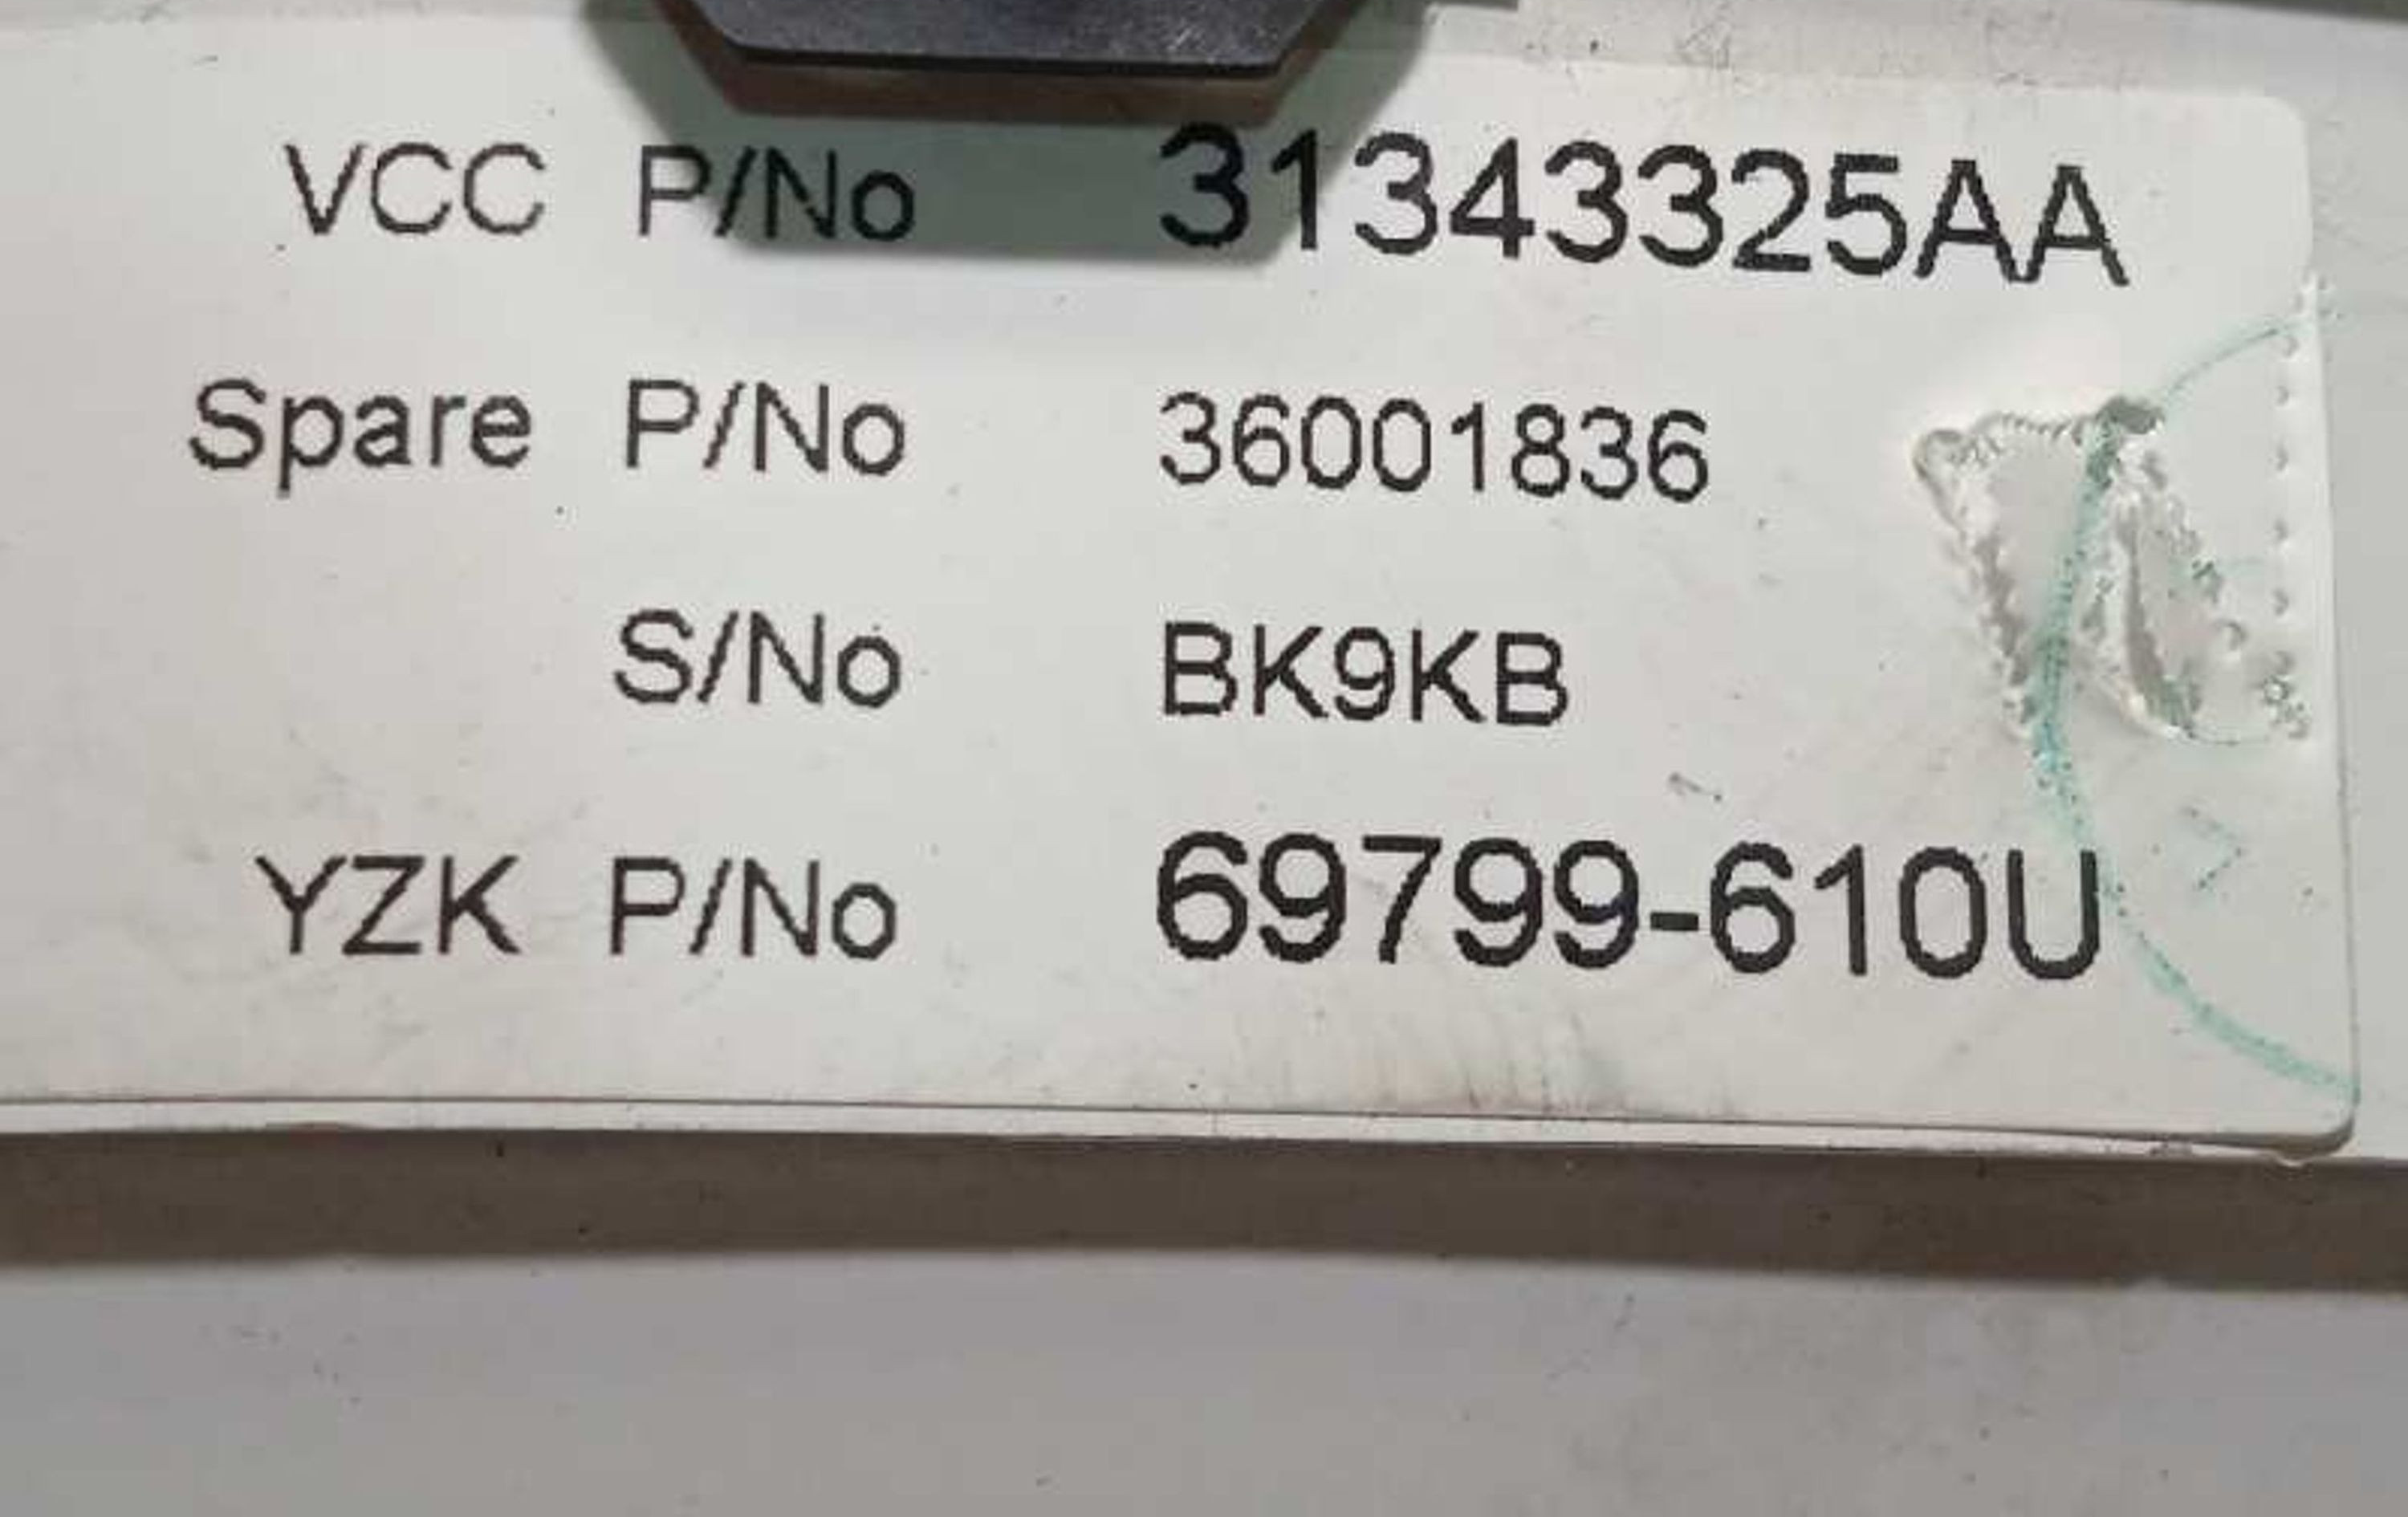 VCC P/No 31343325AA
Spare P/No 36001836
S/No BK9KB
YZK P/No 69799-610U